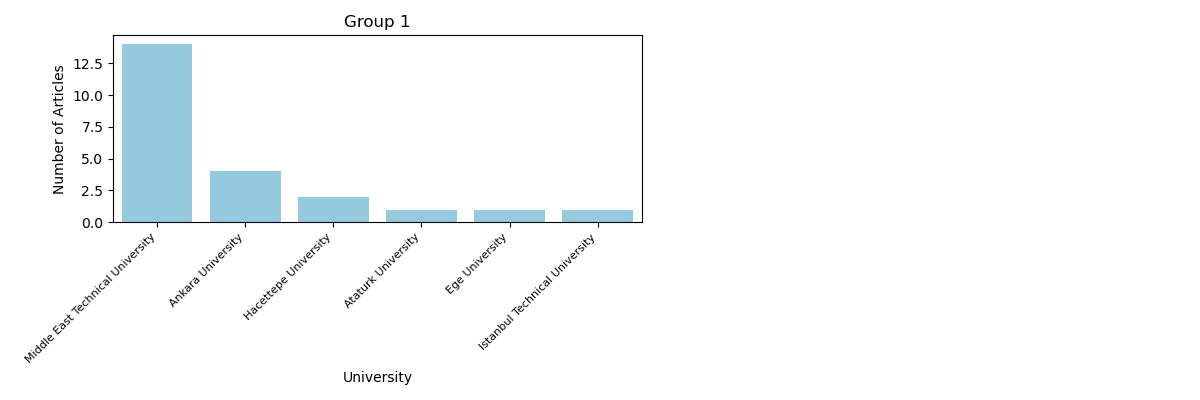 Group 1
Number of Articles
12.5
10.0
7.5
5.0
2.5
0.0
Middle East Technical University
Ankara University
Hacettepe University
Ataturk University
Ege University
Istanbul Technical University
University